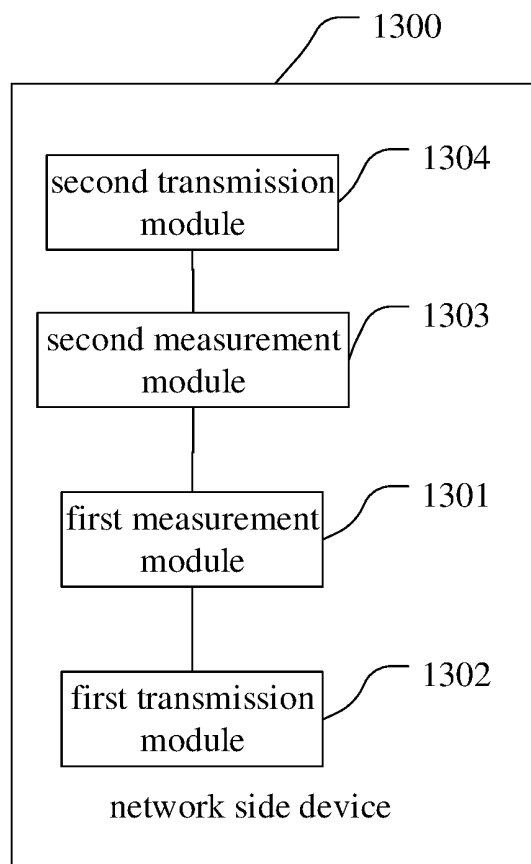 1300
second transmission
module
1304
second measurement
module
1303
first measurement
module
1301
first transmission
module
1302
network side device